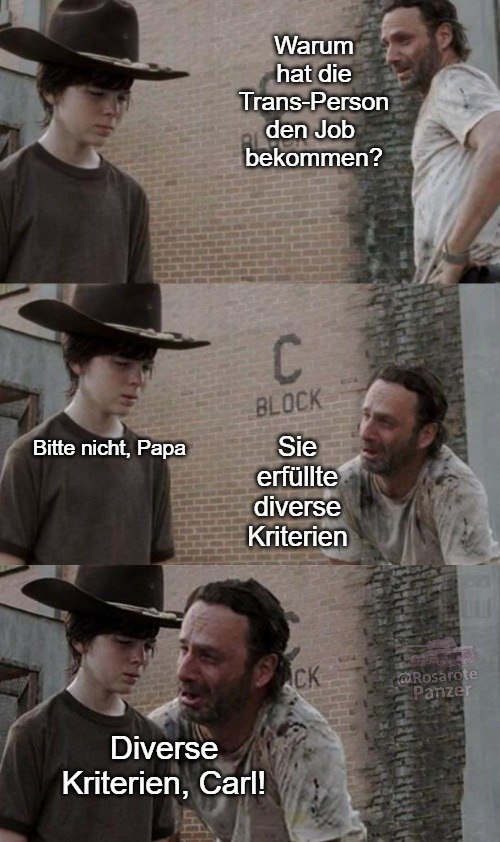 Warum
hat die
Trans-Person
den Job
bekommen?
C
BLOCK
Bitte nicht, Papa
Sie
erfüllte
diverse
Kriterien
CK
@Rosarote
Panzer
Diverse
Kriterien, Carl!